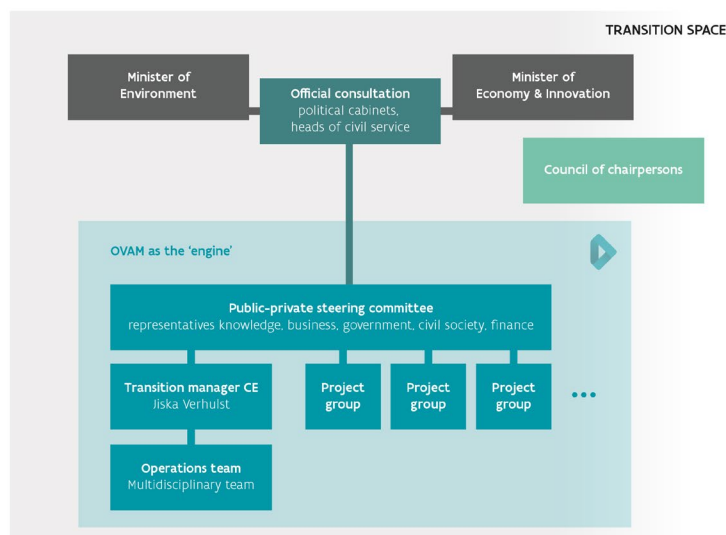 TRANSITION SPACE
Minister of
Environment
Official consultation
political cabinets,
heads of civil service
Minister of
Economy & Innovation
Council of chairpersons
OVAM as the 'engine'
Public-private steering committee
representatives knowledge, business, government, civil society, finance
Transition manager CE
Jiska Verhulst
Project
group
Project
group
Project
group
...
Operations team
Multidisciplinary team